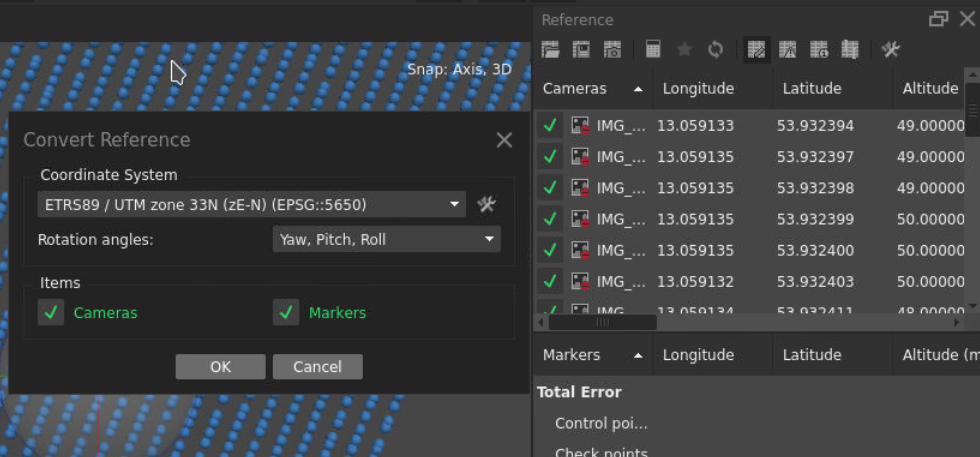 Reference
Snap: Axis, 3D
Cameras Longitude Latitude Altitude
IMG_... 13.059133 53.932394 49.00000
IMG_... 13.059135 53.932397 49.00000
IMG_... 13.059135 53.932398 49.00000
IMG_... 13.059135 53.932399 50.00000
IMG_... 13.059135 53.932400 50.00000
IMG_... 13.059132 53.932403 50.00000
IMG_... 13.059134 53.932411 49.00000
Markers Longitude Latitude Altitude (m
Total Error
Control poi...
Check points
Convert Reference
Coordinate System
ETRS89 / UTM zone 33N (zE-N) (EPSG::5650)
Rotation angles: Yaw, Pitch, Roll
Items
Cameras Markers
OK Cancel